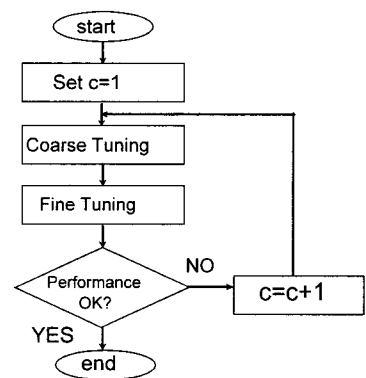 start
Set c=1
Coarse Tuning
Fine Tuning
Performance
OK?
NO
c=c+1
YES
end